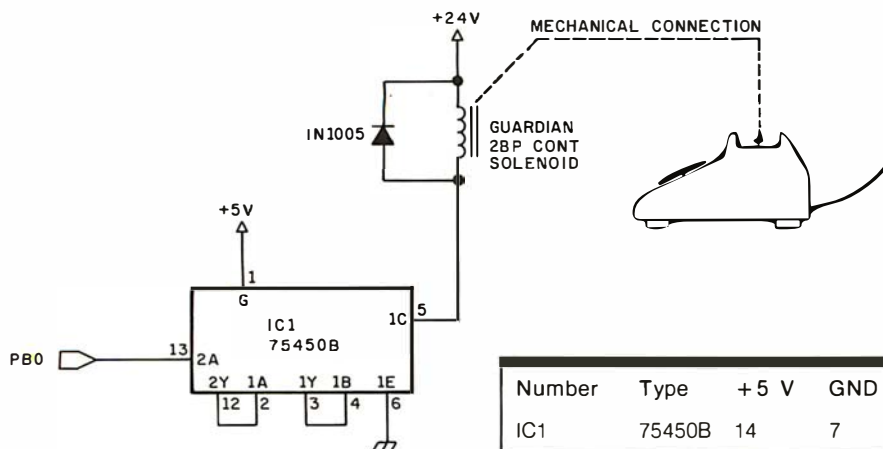 +24V
MECHANICAL CONNECTION
IN1005
GUARDIAN
2BP CONT
SOLENOID
+5V
1
G
IC1
75450B
1C
5
PB0
13
2A
2Y 1A 1Y 1B 1E
12 2 3 4 6
Number Type +5 V GND
IC1 75450B 14 7